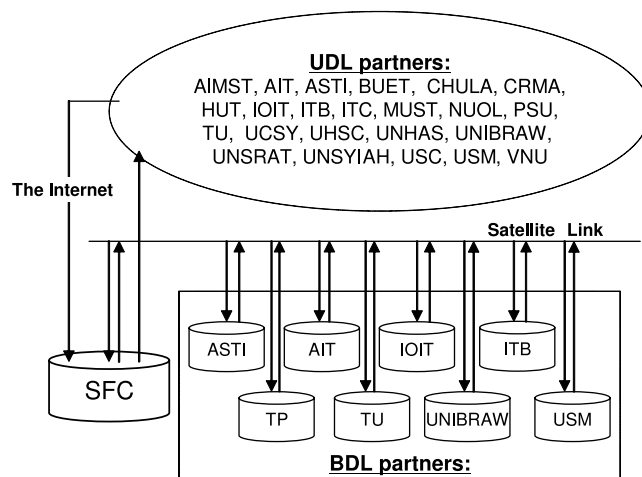 UDL partners:
AIMST, AIT, ASTI, BUET, CHULA, CRMA,
HUT, IOIT, ITB, ITC, MUST, NUOL, PSU,
TU, UCSY, UHSC, UNHAS, UNIBRAW,
UNSRAT, UNSYIAH, USC, USM, VNU
The Internet
Satellite Link
ASTI
AIT
IOIT
ITB
SFC
TP
TU
UNIBRAW
USM
BDL partners: